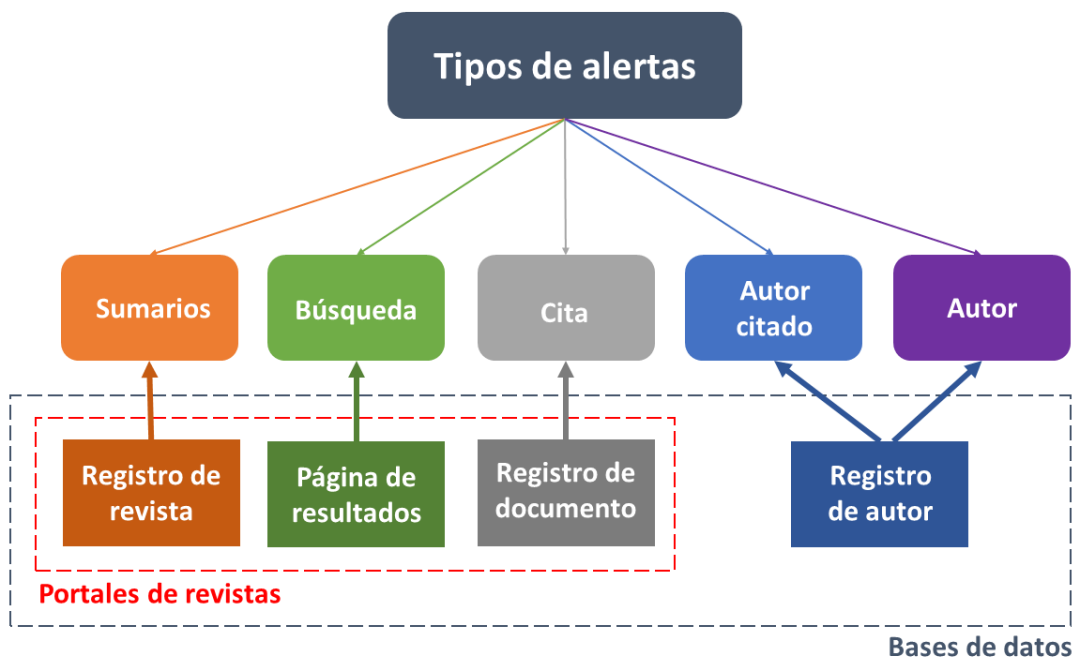 Tipos de alertas
Sumarios
Búsqueda
Cita
Autor
citado
Autor
Registro de
revista
Página de
resultados
Registro de
documento
Registro
de autor
Portales de revistas
Bases de datos